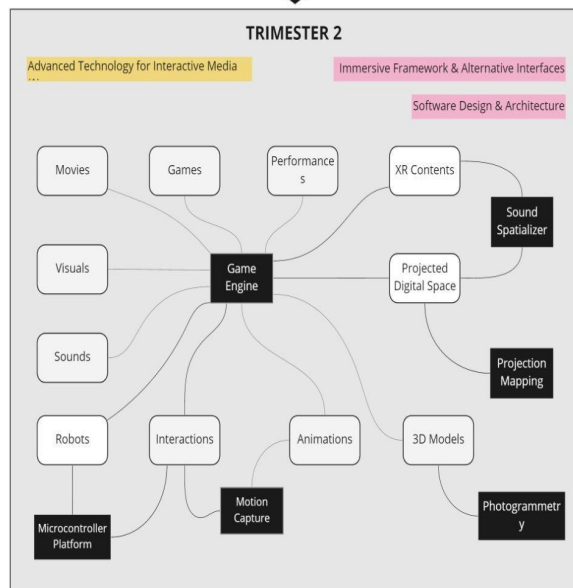 TRIMESTER 2
Advanced Technology for Interactive Media
Immersive Framework & Alternative Interfaces
Software Design & Architecture
Movies
Games
Performance
s
XR Contents
Sound
Spatializer
Visuals
Game
Engine
Projected
Digital Space
Sounds
Projection
Mapping
Robots
Interactions
Animations
3D Models
Microcontroller
Platform
Motion
Capture
Photogrammetr
y